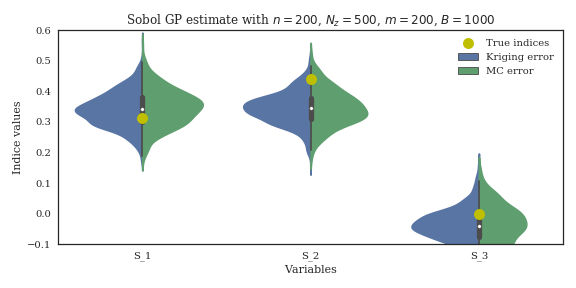 Sobol GP estimate with n = 200, N_z = 500, m = 200, B = 1000
0.6
0.5
0.4
0.3
0.2
0.1
0.0
−0.1
Indice values
True indices
Kriging error
MC error
S_1
S_2
S_3
Variables